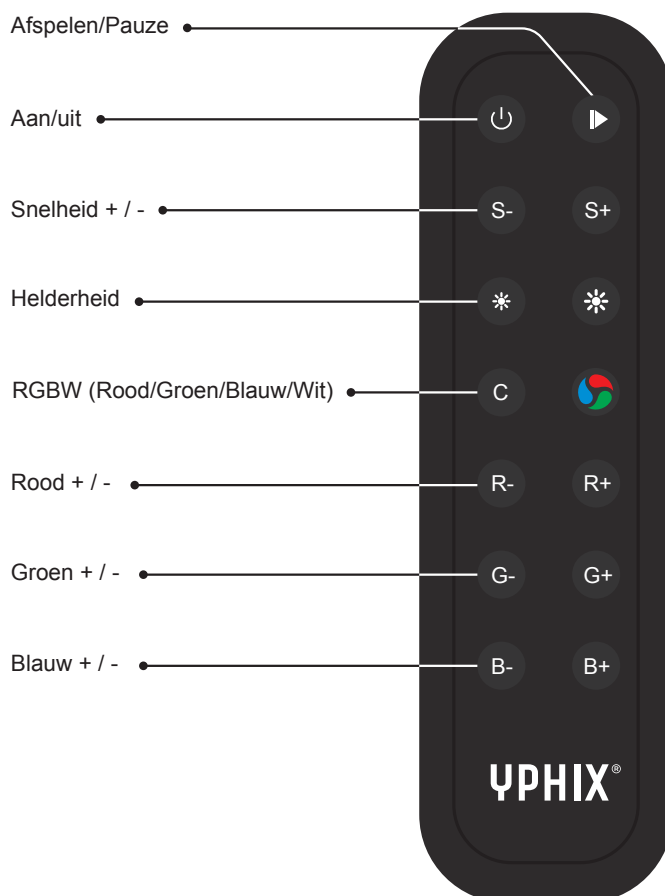 Afspelen/Pauze
Aan/uit
Snelheid + / -
S- S+
Helderheid
RGBW (Rood/Groen/Blauw/Wit)
C
Rood + / -
R- R+
Groen + / -
G- G+
Blauw + / -
B- B+
YPHIX®